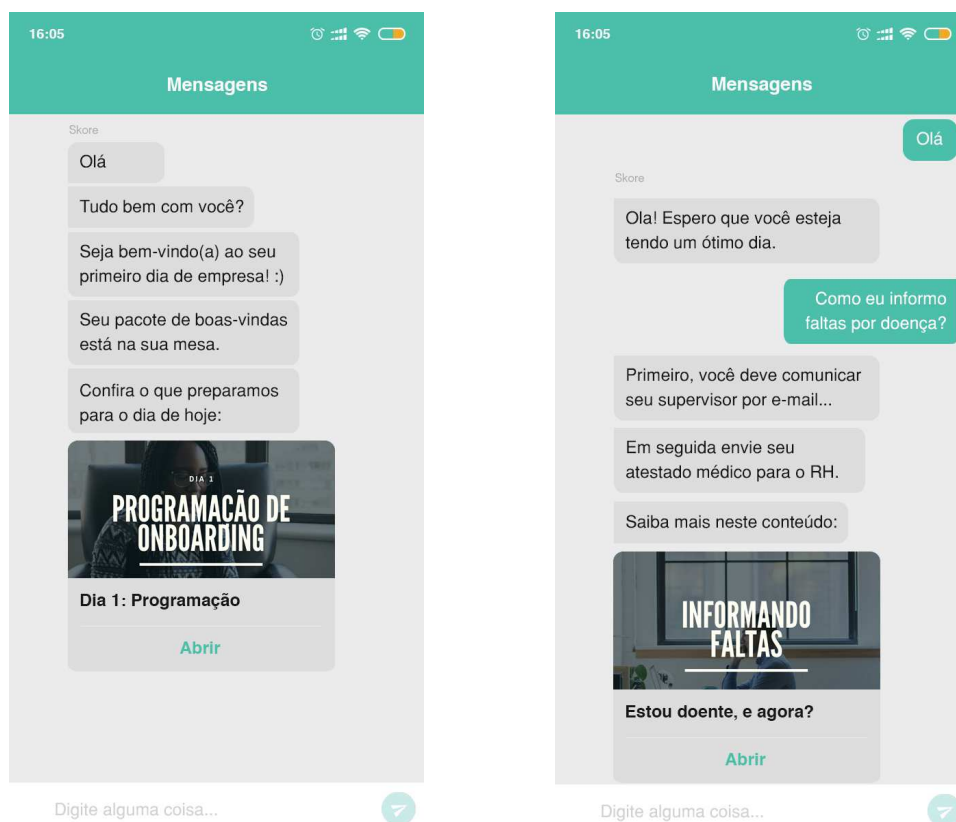 16:05
Mensagens
Skore
Olá
Tudo bem com você?
Seja bem-vindo(a) ao seu
primeiro dia de empresa! :)
Seu pacote de boas-vindas
está na sua mesa.
Confira o que preparamos
para o dia de hoje:
DIA 1
PROGRAMAÇÃO DE
ONBOARDING
Dia 1: Programação
Abrir
Digite alguma coisa...
16:05
Mensagens
Olá
Skore
Ola! Espero que você esteja
tendo um ótimo dia.
Como eu informo
faltas por doença?
Primeiro, você deve comunicar
seu supervisor por e-mail...
Em seguida envie seu
atestado médico para o RH.
Saiba mais neste conteúdo:
INFORMANDO
FALTAS
Estou doente, e agora?
Abrir
Digite alguma coisa...